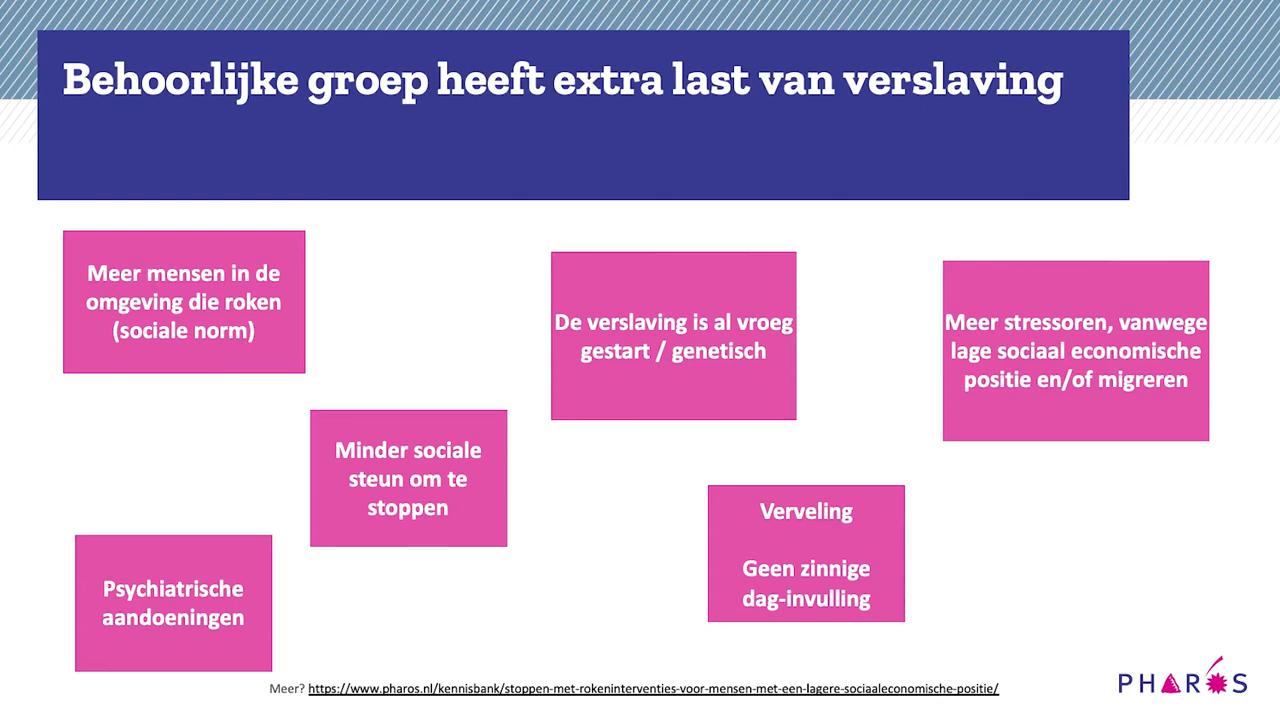 Behoorlijke groep heeft extra last van verslaving
Meer mensen in de
omgeving die roken
(sociale norm)
De verslaving is al vroeg
gestart / genetisch
Meer stressoren, vanwege
lage sociaal economische
positie en/of migreren
Minder sociale
steun om te
stoppen
Verveling
Geen zinnige
dag-invulling
Psychiatrische
aandoeningen
Meer? https://www.pharos.nl/kennisbank/stoppen-met-rokeninterventies-voor-mensen-met-een-lagere-sociaaleconomische-positie/
PHAROS